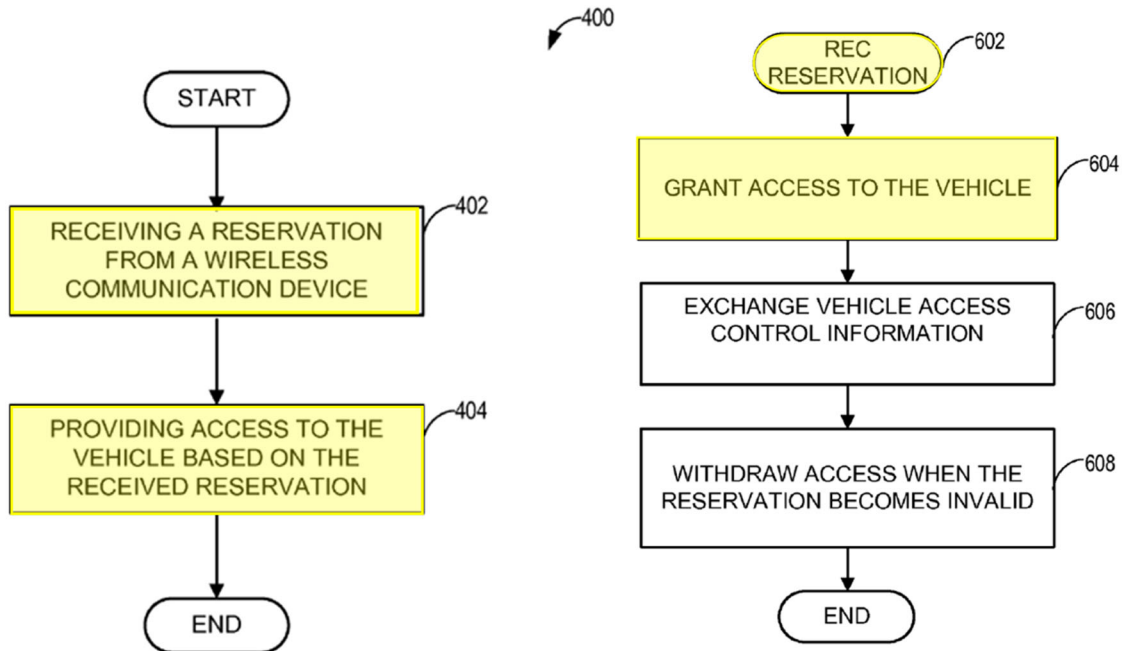 400
START
402
RECEIVING A RESERVATION
FROM A WIRELESS
COMMUNICATION DEVICE
404
PROVIDING ACCESS TO THE
VEHICLE BASED ON THE
RECEIVED RESERVATION
END
602
REC
RESERVATION
604
GRANT ACCESS TO THE VEHICLE
606
EXCHANGE VEHICLE ACCESS
CONTROL INFORMATION
608
WITHDRAW ACCESS WHEN THE
RESERVATION BECOMES INVALID
END